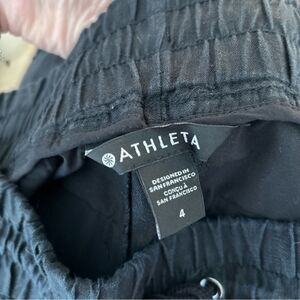 ATHLETA
DESIGNED IN
SAN FRANCISCO
CONÇU À
SAN FRANCISCO
4